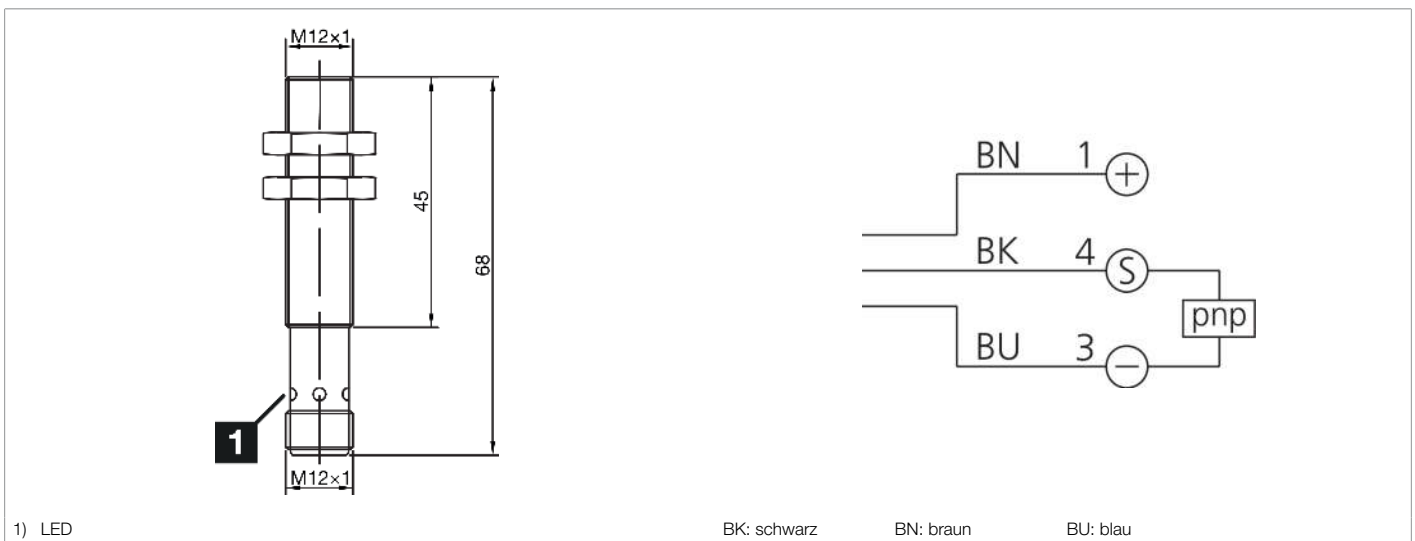 M12×1
45
68
1
M12×1
BN 1 +
BK 4 S
pnp
BU 3 −
1) LED
BK: schwarz BN: braun BU: blau